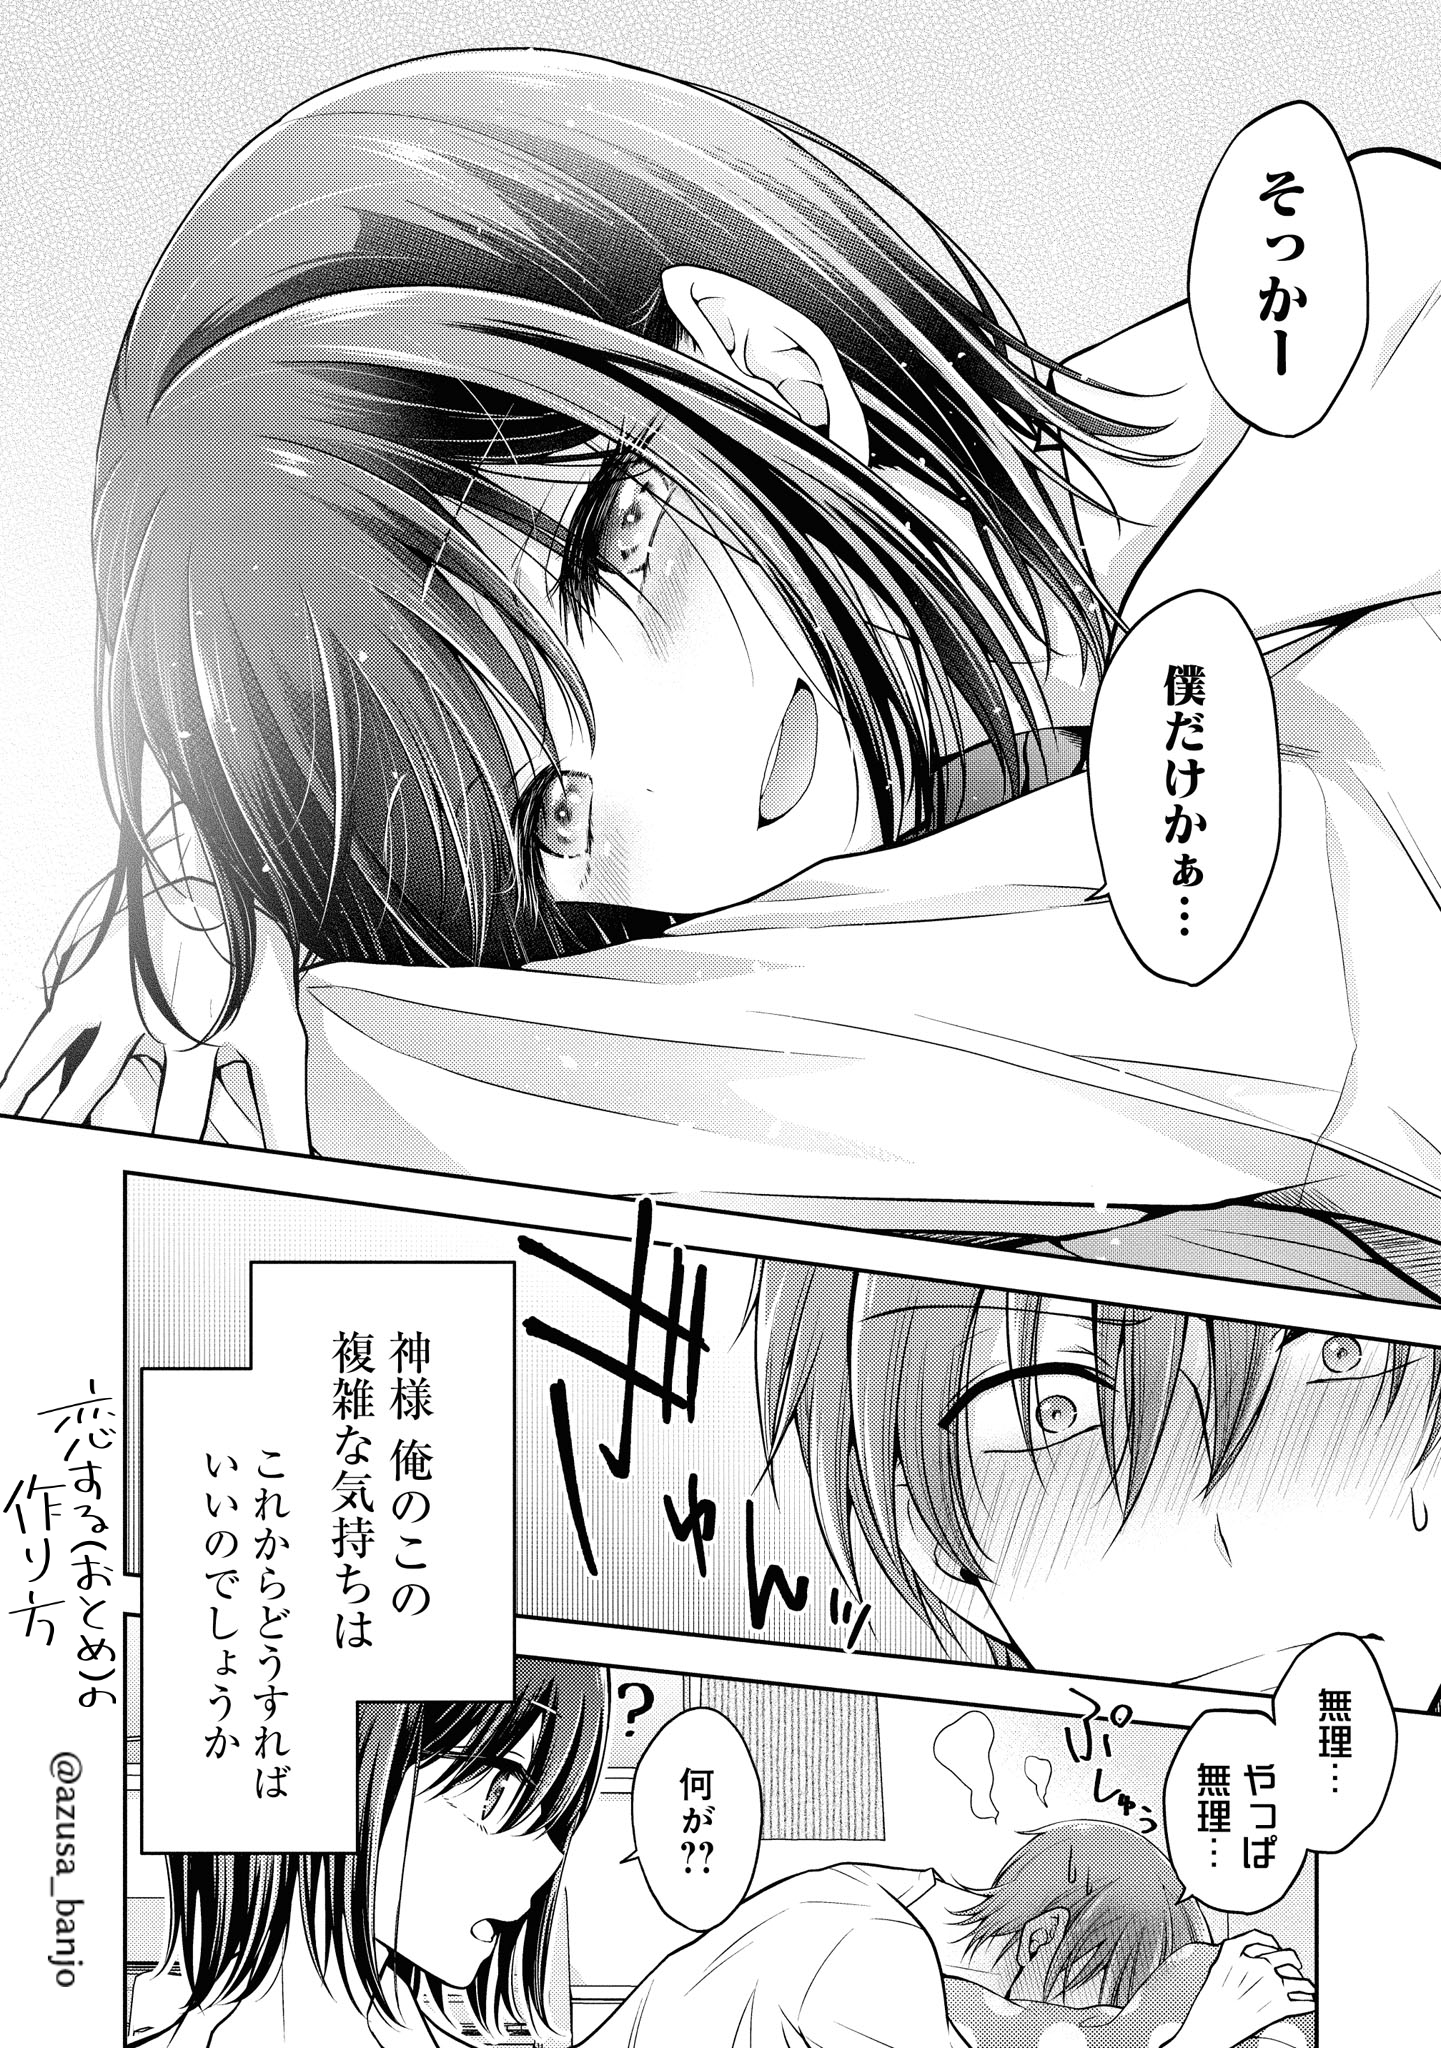 そっかー
僕だけかぁ…
ギ
ゅんッ
神様 俺のこの
複雑な気持ちは
これからどうすれば
いいのでしょうか
無理…
やっぱ
無理…
ぷしゅぅ
何が??
?
恋する(おとめ)の
作り方
@azusa_banjo